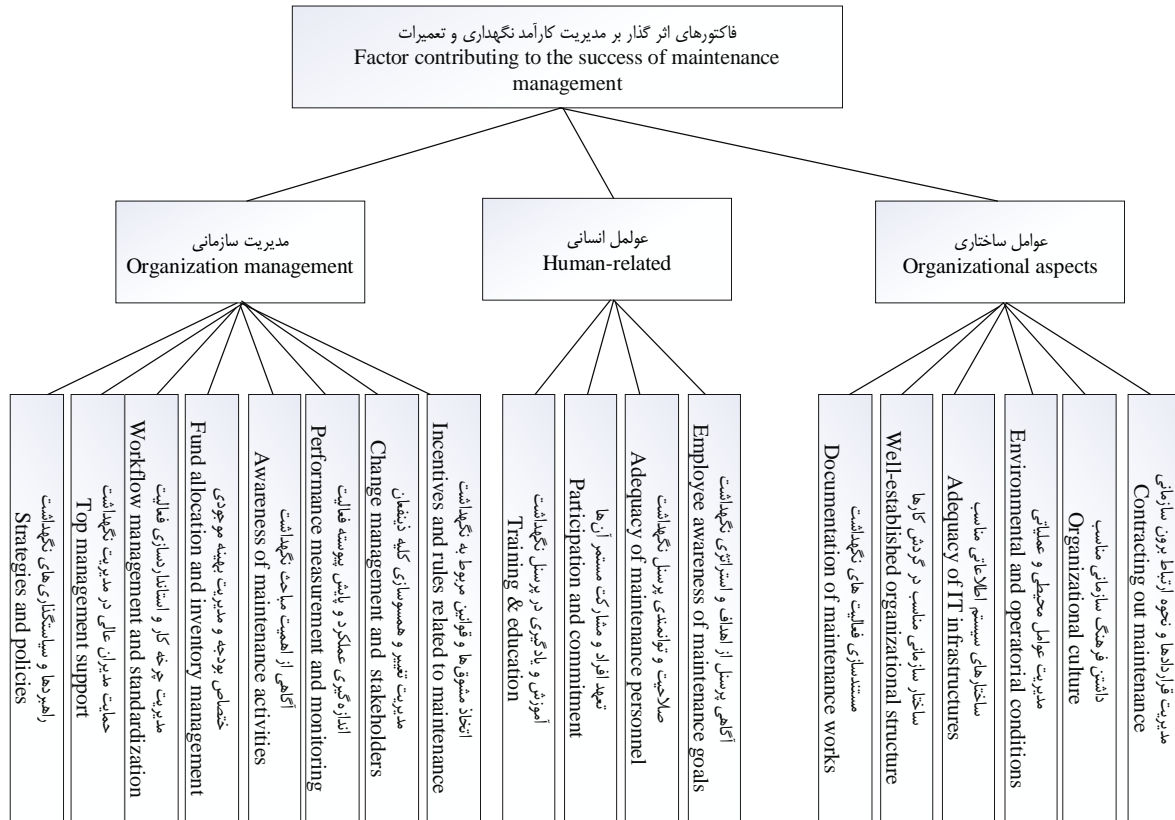 فاکتورهای اثر گذار بر مدیریت کارآمد نگهداری و تعمیرات
Factor contributing to the success of maintenance
management
مدیریت سازمانی
Organization management
عولمل انسانی
Human-related
عوامل ساختاری
Organizational aspects
راهبردها و سیاستگذاری‌های نگهداشت
Strategies and policies
حمایت مدیران عالی در مدیریت نگهداشت
Top management support
مدیریت چرخه کار و استانداردسازی فعالیت
Workflow management and standardization
ختصاص بودجه و مدیریت بهینه موجودی
Fund allocation and inventory management
آگاهی از اهمیت مباحث نگهداشت
Awareness of maintenance activities
اندازه‌گیری عملکرد و پایش پیوسته فعالیت
Performance measurement and monitoring
مدیریت تغییر و همسوسازی کلیه ذینفعان
Change management and stakeholders
اتخاذ مشوق‌ها و قوانین مربوط به نگهداشت
Incentives and rules related to maintenance
آموزش و یادگیری در پرسنل نگهداشت
Training & education
تعهد افراد و مشارکت مستمر آن‌ها
Participation and commitment
صلاحیت و توانمندی پرسنل نگهداشت
Adequacy of maintenance personnel
آگاهی پرسنل از اهداف و استراتژی نگهداشت
Employee awareness of maintenance goals
مستندسازی فعالیت های نگهداشت
Documentation of maintenance works
ساختار سازمانی مناسب در گردش کارها
Well-established organizational structure
ساختارهای سیستم اطلاعاتی مناسب
Adequacy of IT infrastructures
مدیریت عوامل محیطی و عملیاتی
Environmental and operatorial conditions
داشتن فرهنگ سازمانی مناسب
Organizational culture
مدیریت قراردادها و نحوه ارتباط برون سازمانی
Contracting out maintenance